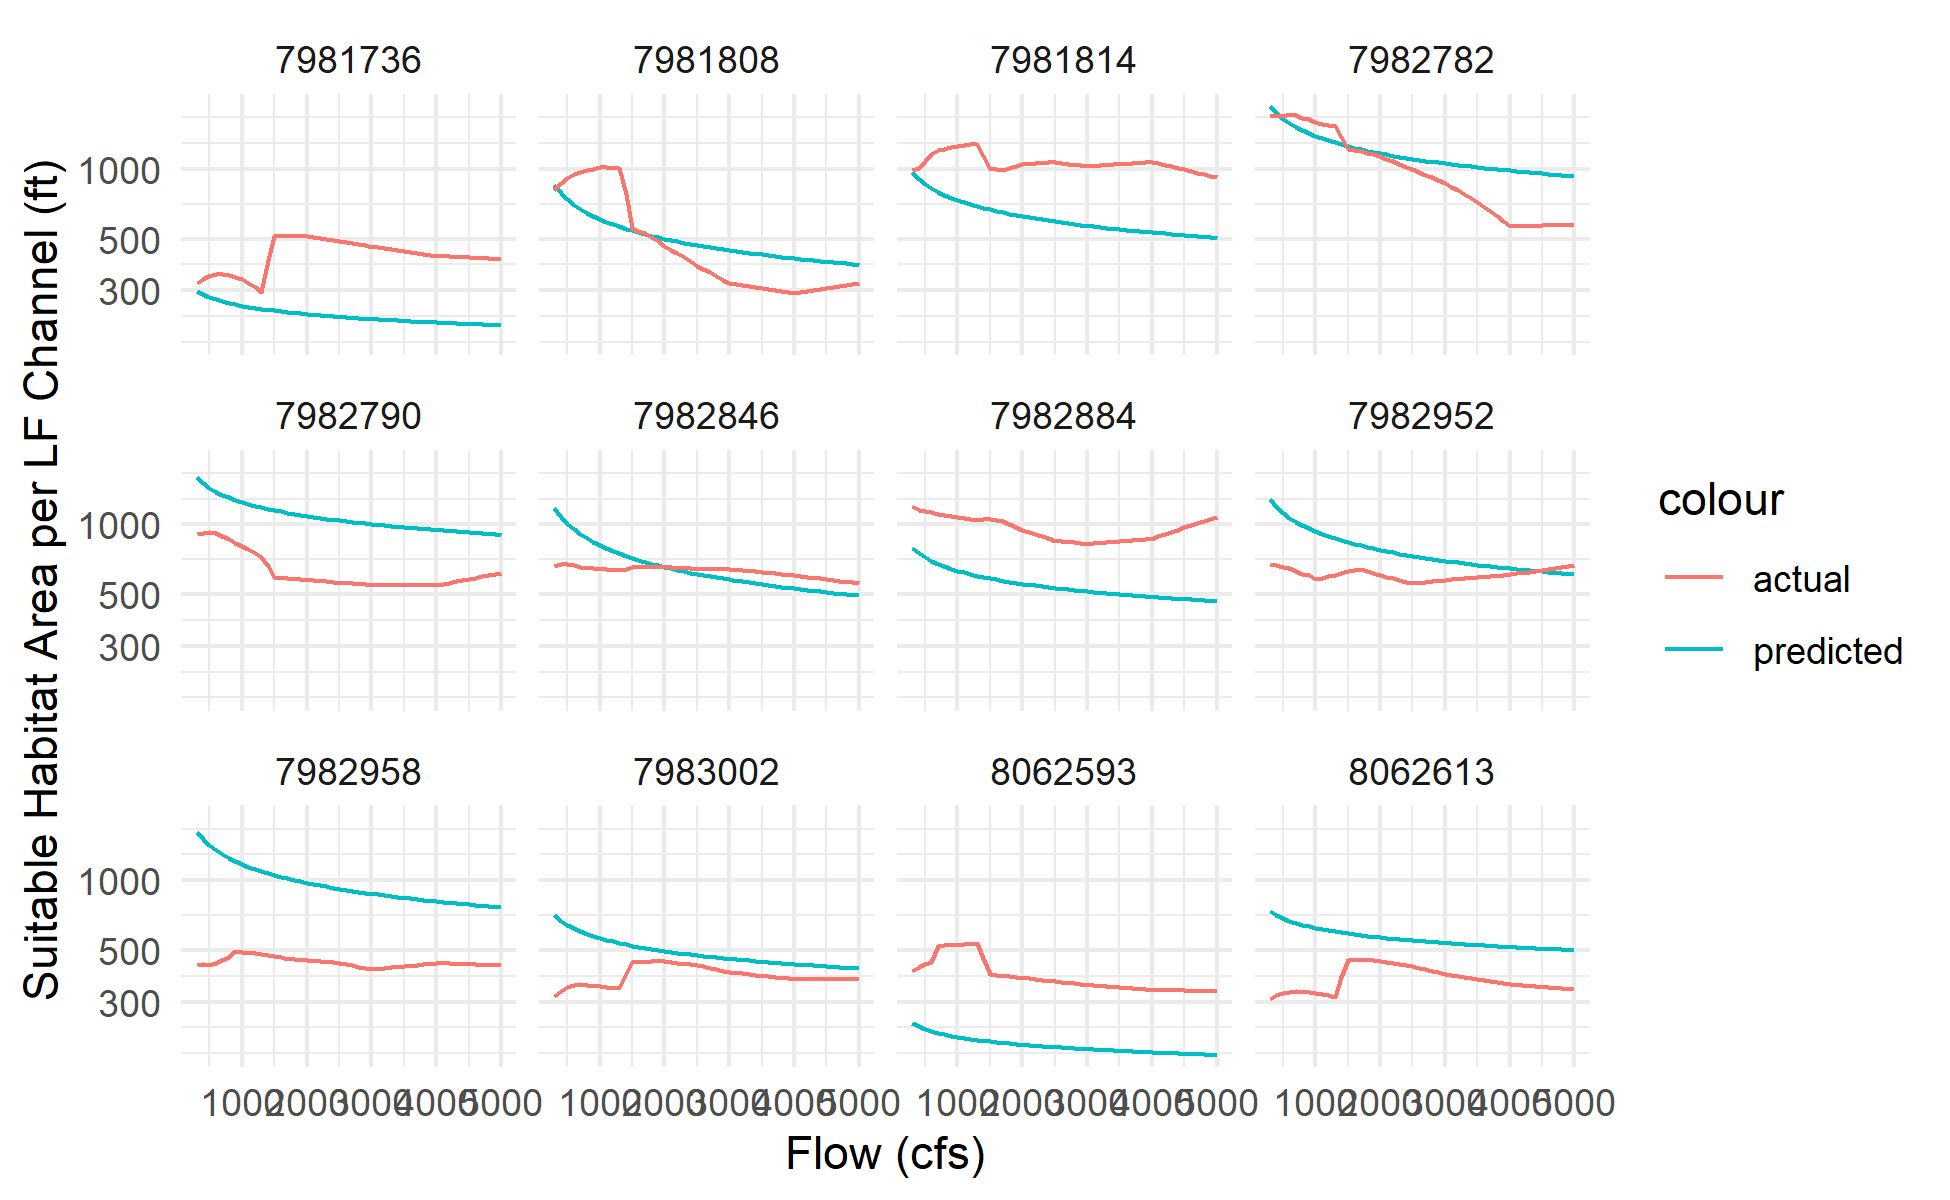 7981736 7981808 7981814 7982782
1000
500
300
7982790 7982846 7982884 7982952
1000
500
300
7982958 7983002 8062593 8062613
1000
500
300
1000 2000 3000 4000 5000 1000 2000 3000 4000 5000 1000 2000 3000 4000 5000 1000 2000 3000 4000 5000
Flow (cfs)
Suitable Habitat Area per LF Channel (ft)
colour
actual
predicted